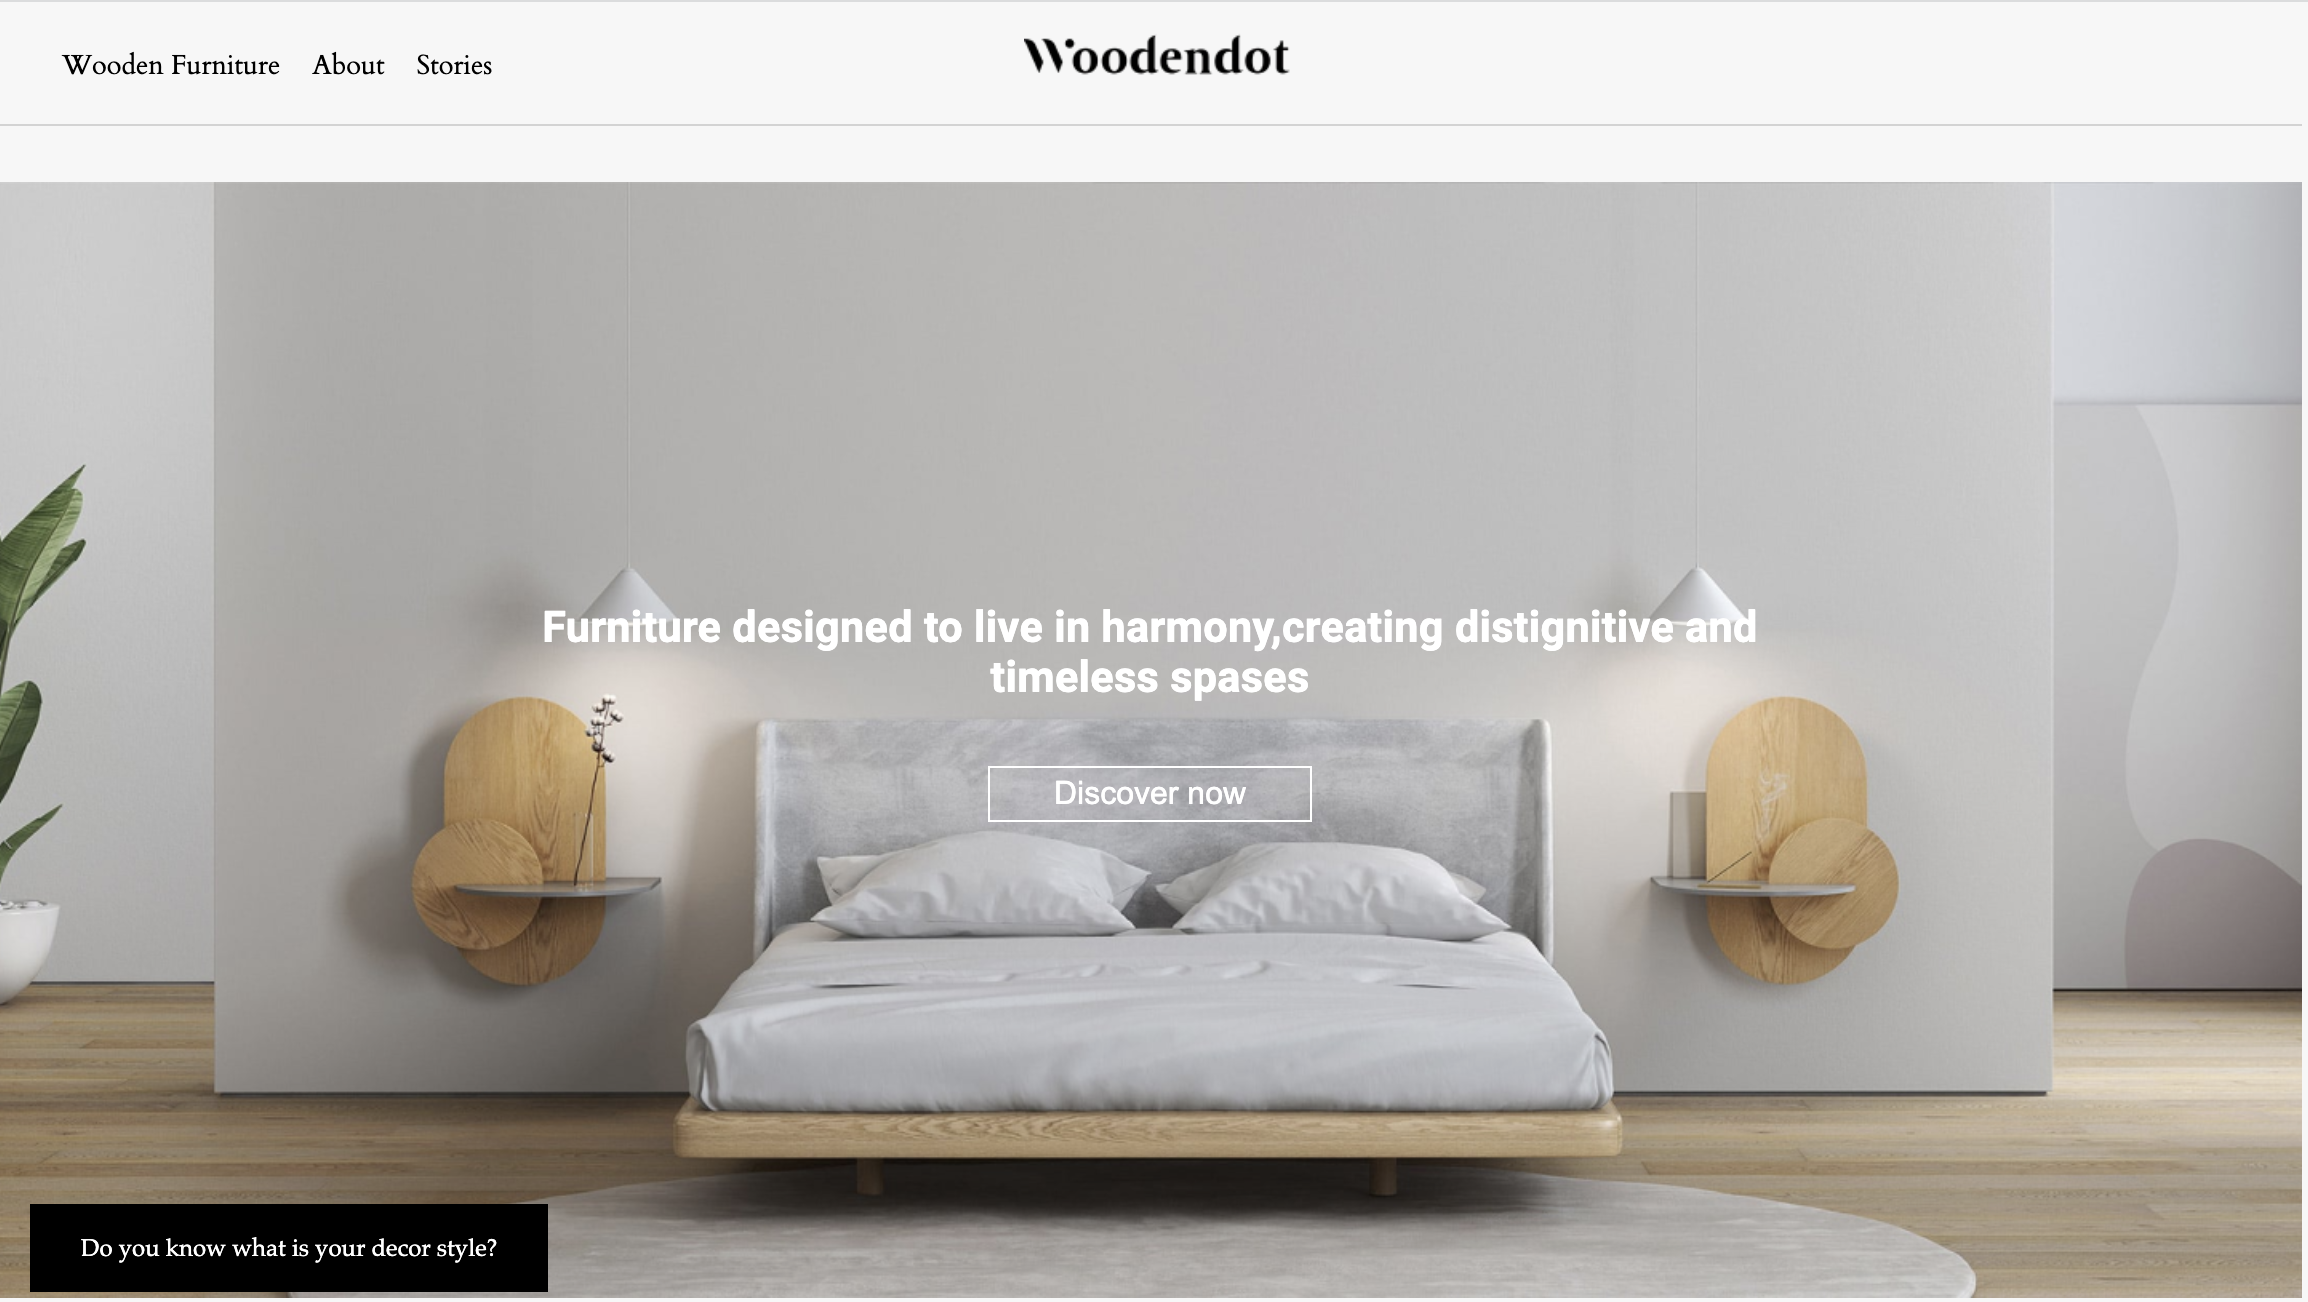 Wooden Furniture About Stories
Woodendot
Furniture designed to live in harmony,creating distignitive and
timeless spases
Discover now
Do you know what is your decor style?